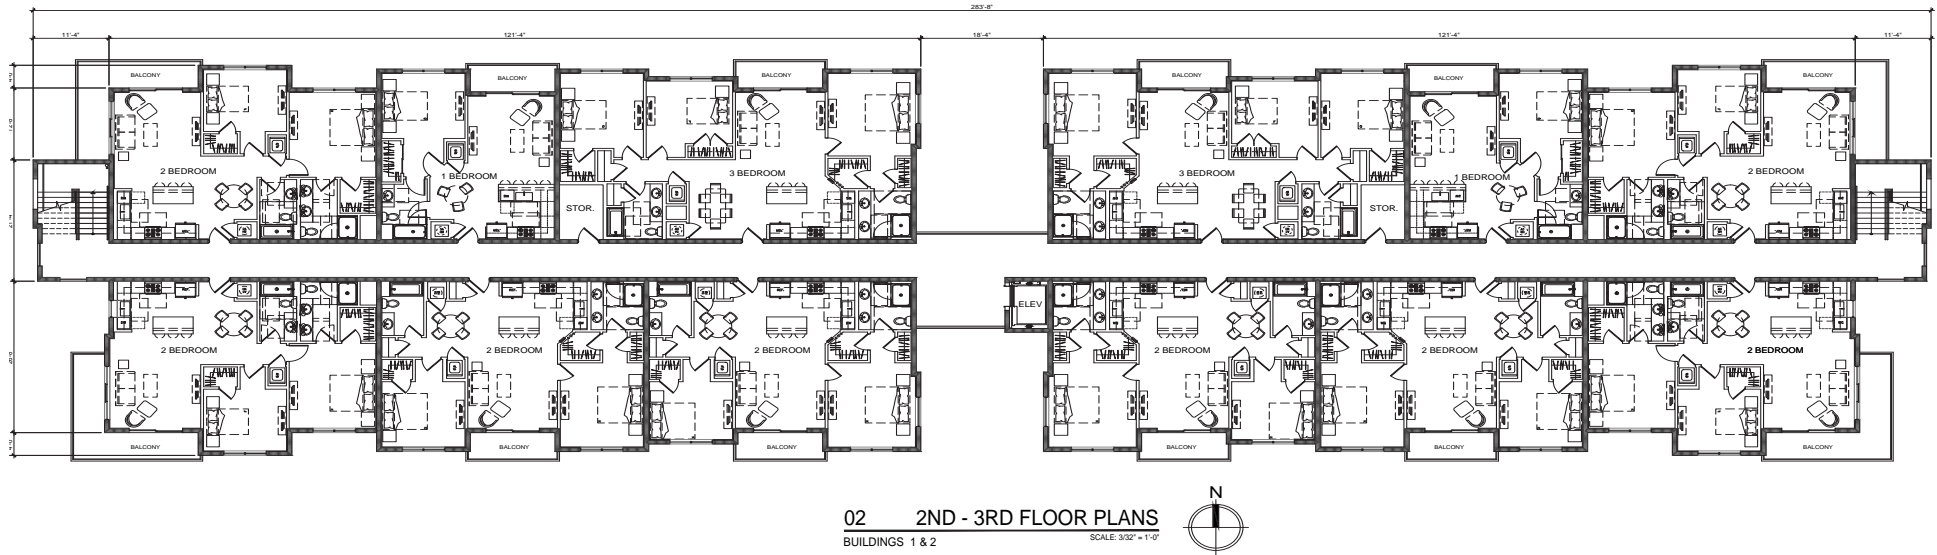 283'-8"
11'-4" 121'-4" 18'-4" 121'-4" 11'-4"
BALCONY BALCONY BALCONY BALCONY BALCONY BALCONY
2 BEDROOM 1 BEDROOM 3 BEDROOM 3 BEDROOM 1 BEDROOM 2 BEDROOM
STOR. STOR.
ELEV
2 BEDROOM 2 BEDROOM 2 BEDROOM 2 BEDROOM 2 BEDROOM 2 BEDROOM
BALCONY BALCONY BALCONY BALCONY BALCONY BALCONY
N
02 2ND - 3RD FLOOR PLANS
BUILDINGS 1 & 2 SCALE: 3/32" = 1'-0"